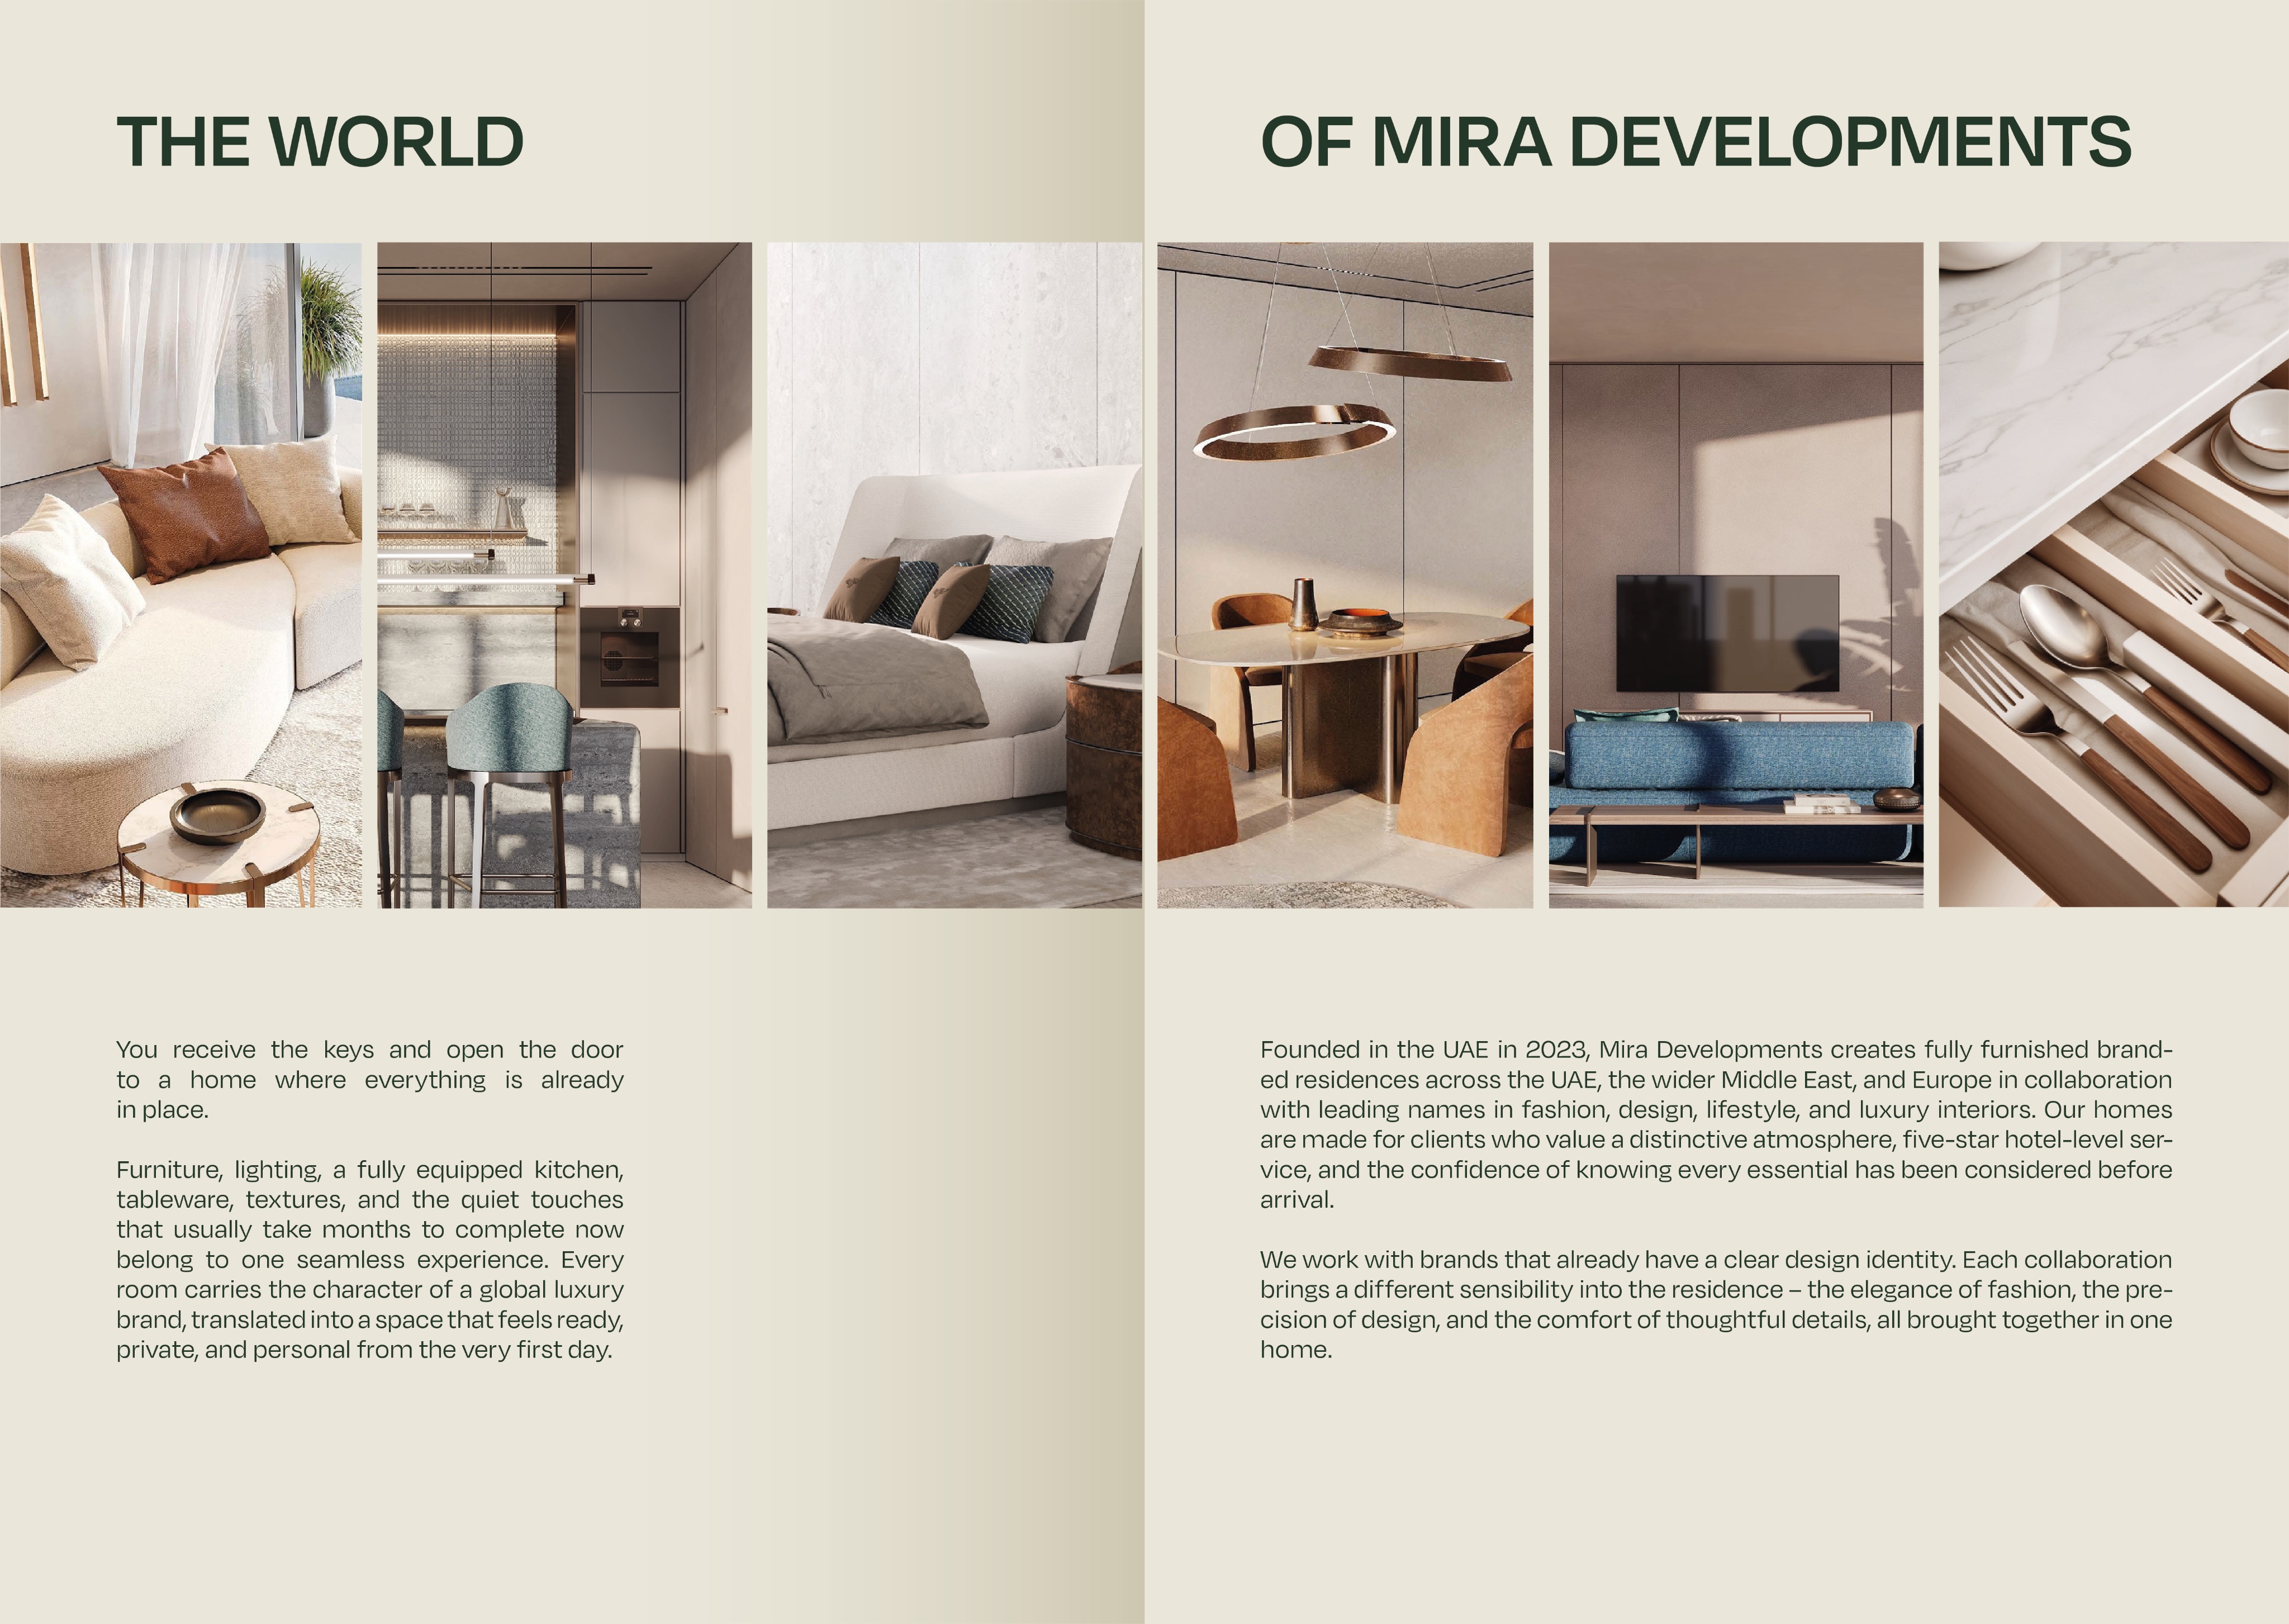 THE WORLD
OF MIRA DEVELOPMENTS
You receive the keys and open the door
to a home where everything is already
in place.
Furniture, lighting, a fully equipped kitchen,
tableware, textures, and the quiet touches
that usually take months to complete now
belong to one seamless experience. Every
room carries the character of a global luxury
brand, translated into a space that feels ready,
private, and personal from the very first day.
Founded in the UAE in 2023, Mira Developments creates fully furnished brand-
ed residences across the UAE, the wider Middle East, and Europe in collaboration
with leading names in fashion, design, lifestyle, and luxury interiors. Our homes
are made for clients who value a distinctive atmosphere, five-star hotel-level ser-
vice, and the confidence of knowing every essential has been considered before
arrival.
We work with brands that already have a clear design identity. Each collaboration
brings a different sensibility into the residence – the elegance of fashion, the pre-
cision of design, and the comfort of thoughtful details, all brought together in one
home.